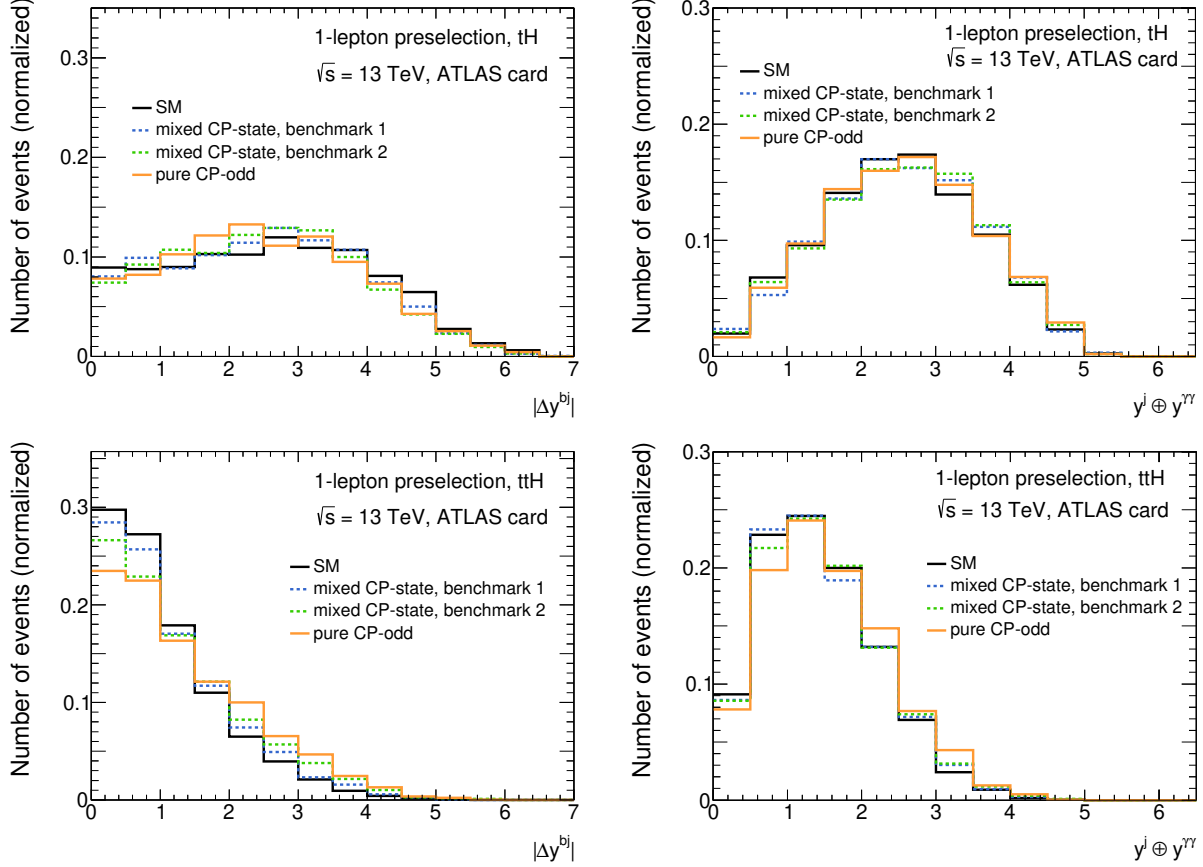 Number of events (normalized)
0.3
0.2
0.1
0
1-lepton preselection, tH
√s = 13 TeV, ATLAS card
SM
mixed CP-state, benchmark 1
mixed CP-state, benchmark 2
pure CP-odd
0 1 2 3 4 5 6 7
|Δy^{bj}|
Number of events (normalized)
0.3
0.2
0.1
0
1-lepton preselection, tH
√s = 13 TeV, ATLAS card
SM
mixed CP-state, benchmark 1
mixed CP-state, benchmark 2
pure CP-odd
0 1 2 3 4 5 6
y^j ⊕ y^{γγ}
Number of events (normalized)
0.3
0.2
0.1
0
1-lepton preselection, ttH
√s = 13 TeV, ATLAS card
SM
mixed CP-state, benchmark 1
mixed CP-state, benchmark 2
pure CP-odd
0 1 2 3 4 5 6 7
|Δy^{bj}|
Number of events (normalized)
0.3
0.2
0.1
0
1-lepton preselection, ttH
√s = 13 TeV, ATLAS card
SM
mixed CP-state, benchmark 1
mixed CP-state, benchmark 2
pure CP-odd
0 1 2 3 4 5 6
y^j ⊕ y^{γγ}